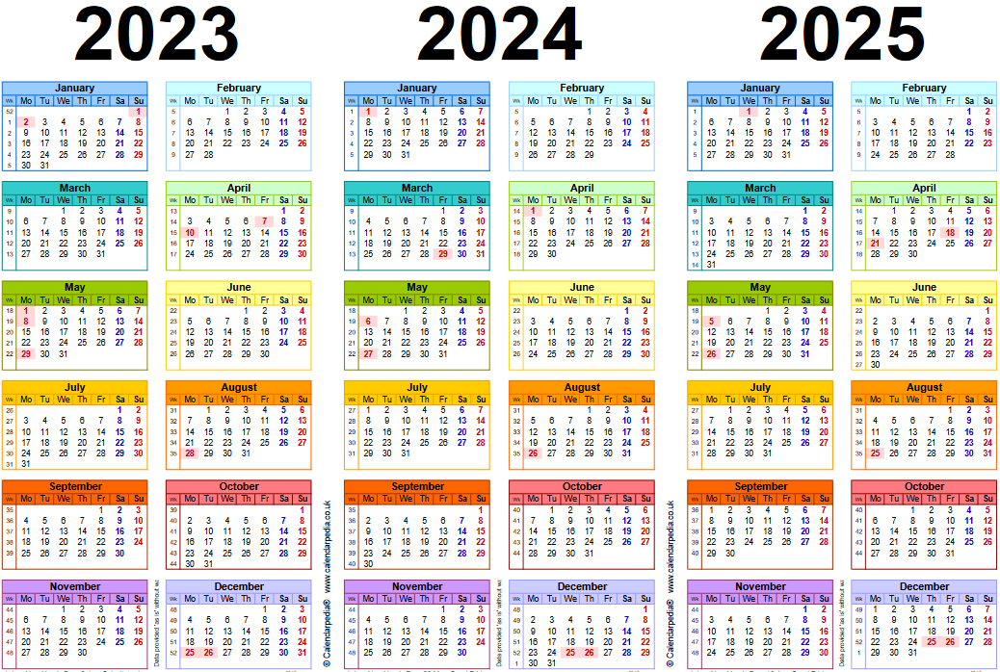 2023
January
Wk Mo Tu We Th Fr Sa Su
52 1
1 2 3 4 5 6 7 8
2 9 10 11 12 13 14 15
3 16 17 18 19 20 21 22
4 23 24 25 26 27 28 29
5 30 31
February
Wk Mo Tu We Th Fr Sa Su
5 1 2 3 4 5
6 6 7 8 9 10 11 12
7 13 14 15 16 17 18 19
8 20 21 22 23 24 25 26
9 27 28
March
Wk Mo Tu We Th Fr Sa Su
9 1 2 3 4 5
10 6 7 8 9 10 11 12
11 13 14 15 16 17 18 19
12 20 21 22 23 24 25 26
13 27 28 29 30 31
April
Wk Mo Tu We Th Fr Sa Su
13 1 2
14 3 4 5 6 7 8 9
15 10 11 12 13 14 15 16
16 17 18 19 20 21 22 23
17 24 25 26 27 28 29 30
May
Wk Mo Tu We Th Fr Sa Su
18 1 2 3 4 5 6 7
19 8 9 10 11 12 13 14
20 15 16 17 18 19 20 21
21 22 23 24 25 26 27 28
22 29 30 31
June
Wk Mo Tu We Th Fr Sa Su
22 1 2 3 4
23 5 6 7 8 9 10 11
24 12 13 14 15 16 17 18
25 19 20 21 22 23 24 25
26 26 27 28 29 30
July
Wk Mo Tu We Th Fr Sa Su
26 1 2
27 3 4 5 6 7 8 9
28 10 11 12 13 14 15 16
29 17 18 19 20 21 22 23
30 24 25 26 27 28 29 30
31 31
August
Wk Mo Tu We Th Fr Sa Su
31 1 2 3 4 5 6
32 7 8 9 10 11 12 13
33 14 15 16 17 18 19 20
34 21 22 23 24 25 26 27
35 28 29 30 31
September
Wk Mo Tu We Th Fr Sa Su
35 1 2 3
36 4 5 6 7 8 9 10
37 11 12 13 14 15 16 17
38 18 19 20 21 22 23 24
39 25 26 27 28 29 30
October
Wk Mo Tu We Th Fr Sa Su
39 1
40 2 3 4 5 6 7 8
41 9 10 11 12 13 14 15
42 16 17 18 19 20 21 22
43 23 24 25 26 27 28 29
44 30 31
November
Wk Mo Tu We Th Fr Sa Su
44 1 2 3 4 5
45 6 7 8 9 10 11 12
46 13 14 15 16 17 18 19
47 20 21 22 23 24 25 26
48 27 28 29 30
December
Wk Mo Tu We Th Fr Sa Su
48 1 2 3
49 4 5 6 7 8 9 10
50 11 12 13 14 15 16 17
51 18 19 20 21 22 23 24
52 25 26 27 28 29 30 31
Data provided 'as is' without
© Calendarpedia® www.calendarpedia.co.uk
2024
January
Wk Mo Tu We Th Fr Sa Su
1 1 2 3 4 5 6 7
2 8 9 10 11 12 13 14
3 15 16 17 18 19 20 21
4 22 23 24 25 26 27 28
5 29 30 31
February
Wk Mo Tu We Th Fr Sa Su
5 1 2 3 4
6 5 6 7 8 9 10 11
7 12 13 14 15 16 17 18
8 19 20 21 22 23 24 25
9 26 27 28 29
March
Wk Mo Tu We Th Fr Sa Su
9 1 2 3
10 4 5 6 7 8 9 10
11 11 12 13 14 15 16 17
12 18 19 20 21 22 23 24
13 25 26 27 28 29 30 31
April
Wk Mo Tu We Th Fr Sa Su
14 1 2 3 4 5 6 7
15 8 9 10 11 12 13 14
16 15 16 17 18 19 20 21
17 22 23 24 25 26 27 28
18 29 30
May
Wk Mo Tu We Th Fr Sa Su
18 1 2 3 4 5
19 6 7 8 9 10 11 12
20 13 14 15 16 17 18 19
21 20 21 22 23 24 25 26
22 27 28 29 30 31
June
Wk Mo Tu We Th Fr Sa Su
22 1 2
23 3 4 5 6 7 8 9
24 10 11 12 13 14 15 16
25 17 18 19 20 21 22 23
26 24 25 26 27 28 29 30
July
Wk Mo Tu We Th Fr Sa Su
27 1 2 3 4 5 6 7
28 8 9 10 11 12 13 14
29 15 16 17 18 19 20 21
30 22 23 24 25 26 27 28
31 29 30 31
August
Wk Mo Tu We Th Fr Sa Su
31 1 2 3 4
32 5 6 7 8 9 10 11
33 12 13 14 15 16 17 18
34 19 20 21 22 23 24 25
35 26 27 28 29 30 31
September
Wk Mo Tu We Th Fr Sa Su
35 1
36 2 3 4 5 6 7 8
37 9 10 11 12 13 14 15
38 16 17 18 19 20 21 22
39 23 24 25 26 27 28 29
40 30
October
Wk Mo Tu We Th Fr Sa Su
40 1 2 3 4 5 6
41 7 8 9 10 11 12 13
42 14 15 16 17 18 19 20
43 21 22 23 24 25 26 27
44 28 29 30 31
November
Wk Mo Tu We Th Fr Sa Su
44 1 2 3
45 4 5 6 7 8 9 10
46 11 12 13 14 15 16 17
47 18 19 20 21 22 23 24
48 25 26 27 28 29 30
December
Wk Mo Tu We Th Fr Sa Su
48 1
49 2 3 4 5 6 7 8
50 9 10 11 12 13 14 15
51 16 17 18 19 20 21 22
52 23 24 25 26 27 28 29
1 30 31
Data provided 'as is' without
© Calendarpedia® www.calendarpedia.co.uk
2025
January
Wk Mo Tu We Th Fr Sa Su
1 1 2 3 4 5
2 6 7 8 9 10 11 12
3 13 14 15 16 17 18 19
4 20 21 22 23 24 25 26
5 27 28 29 30 31
February
Wk Mo Tu We Th Fr Sa Su
5 1 2
6 3 4 5 6 7 8 9
7 10 11 12 13 14 15 16
8 17 18 19 20 21 22 23
9 24 25 26 27 28
March
Wk Mo Tu We Th Fr Sa Su
9 1 2
10 3 4 5 6 7 8 9
11 10 11 12 13 14 15 16
12 17 18 19 20 21 22 23
13 24 25 26 27 28 29 30
14 31
April
Wk Mo Tu We Th Fr Sa Su
14 1 2 3 4 5 6
15 7 8 9 10 11 12 13
16 14 15 16 17 18 19 20
17 21 22 23 24 25 26 27
18 28 29 30
May
Wk Mo Tu We Th Fr Sa Su
18 1 2 3 4
19 5 6 7 8 9 10 11
20 12 13 14 15 16 17 18
21 19 20 21 22 23 24 25
22 26 27 28 29 30 31
June
Wk Mo Tu We Th Fr Sa Su
22 1
23 2 3 4 5 6 7 8
24 9 10 11 12 13 14 15
25 16 17 18 19 20 21 22
26 23 24 25 26 27 28 29
27 30
July
Wk Mo Tu We Th Fr Sa Su
27 1 2 3 4 5 6
28 7 8 9 10 11 12 13
29 14 15 16 17 18 19 20
30 21 22 23 24 25 26 27
31 28 29 30 31
August
Wk Mo Tu We Th Fr Sa Su
31 1 2 3
32 4 5 6 7 8 9 10
33 11 12 13 14 15 16 17
34 18 19 20 21 22 23 24
35 25 26 27 28 29 30 31
September
Wk Mo Tu We Th Fr Sa Su
36 1 2 3 4 5 6 7
37 8 9 10 11 12 13 14
38 15 16 17 18 19 20 21
39 22 23 24 25 26 27 28
40 29 30
October
Wk Mo Tu We Th Fr Sa Su
40 1 2 3 4 5
41 6 7 8 9 10 11 12
42 13 14 15 16 17 18 19
43 20 21 22 23 24 25 26
44 27 28 29 30 31
November
Wk Mo Tu We Th Fr Sa Su
44 1 2
45 3 4 5 6 7 8 9
46 10 11 12 13 14 15 16
47 17 18 19 20 21 22 23
48 24 25 26 27 28 29 30
December
Wk Mo Tu We Th Fr Sa Su
49 1 2 3 4 5 6 7
50 8 9 10 11 12 13 14
51 15 16 17 18 19 20 21
52 22 23 24 25 26 27 28
1 29 30 31
Data provided 'as is' without